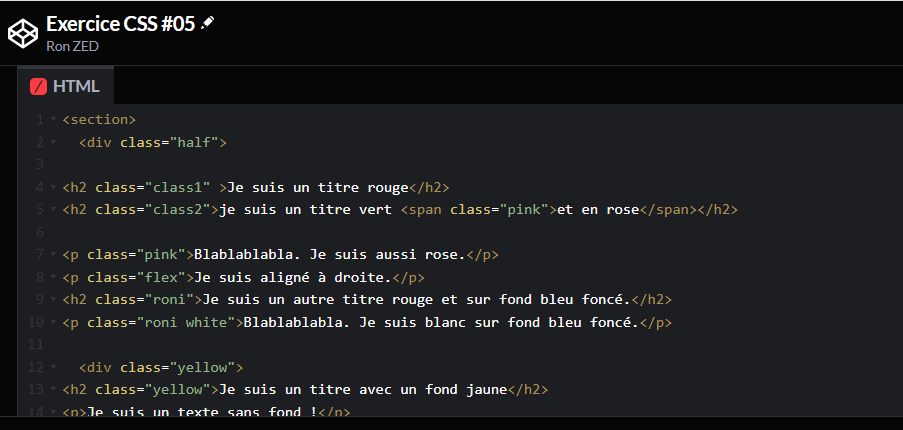 Exercice CSS #05
Ron ZED
/ HTML
1 <section>
2 <div class="half">
3
4 <h2 class="class1" >Je suis un titre rouge</h2>
5 <h2 class="class2">je suis un titre vert <span class="pink">et en rose</span></h2>
6
7 <p class="pink">Blablablabla. Je suis aussi rose.</p>
8 <p class="flex">Je suis aligné à droite.</p>
9 <h2 class="roni">Je suis un autre titre rouge et sur fond bleu foncé.</h2>
10 <p class="roni white">Blablablabla. Je suis blanc sur fond bleu foncé.</p>
11
12 <div class="yellow">
13 <h2 class="yellow">Je suis un titre avec un fond jaune</h2>
14 <p>Je suis un texte sans fond !</p>